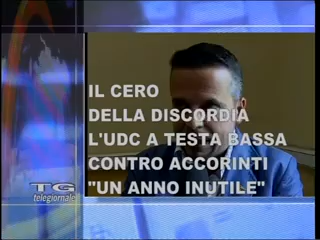 IL CERO
DELLA DISCORDIA
L'UDC A TESTA BASSA
CONTRO ACCORINTI
"UN ANNO INUTILE"
TG
telegiornale